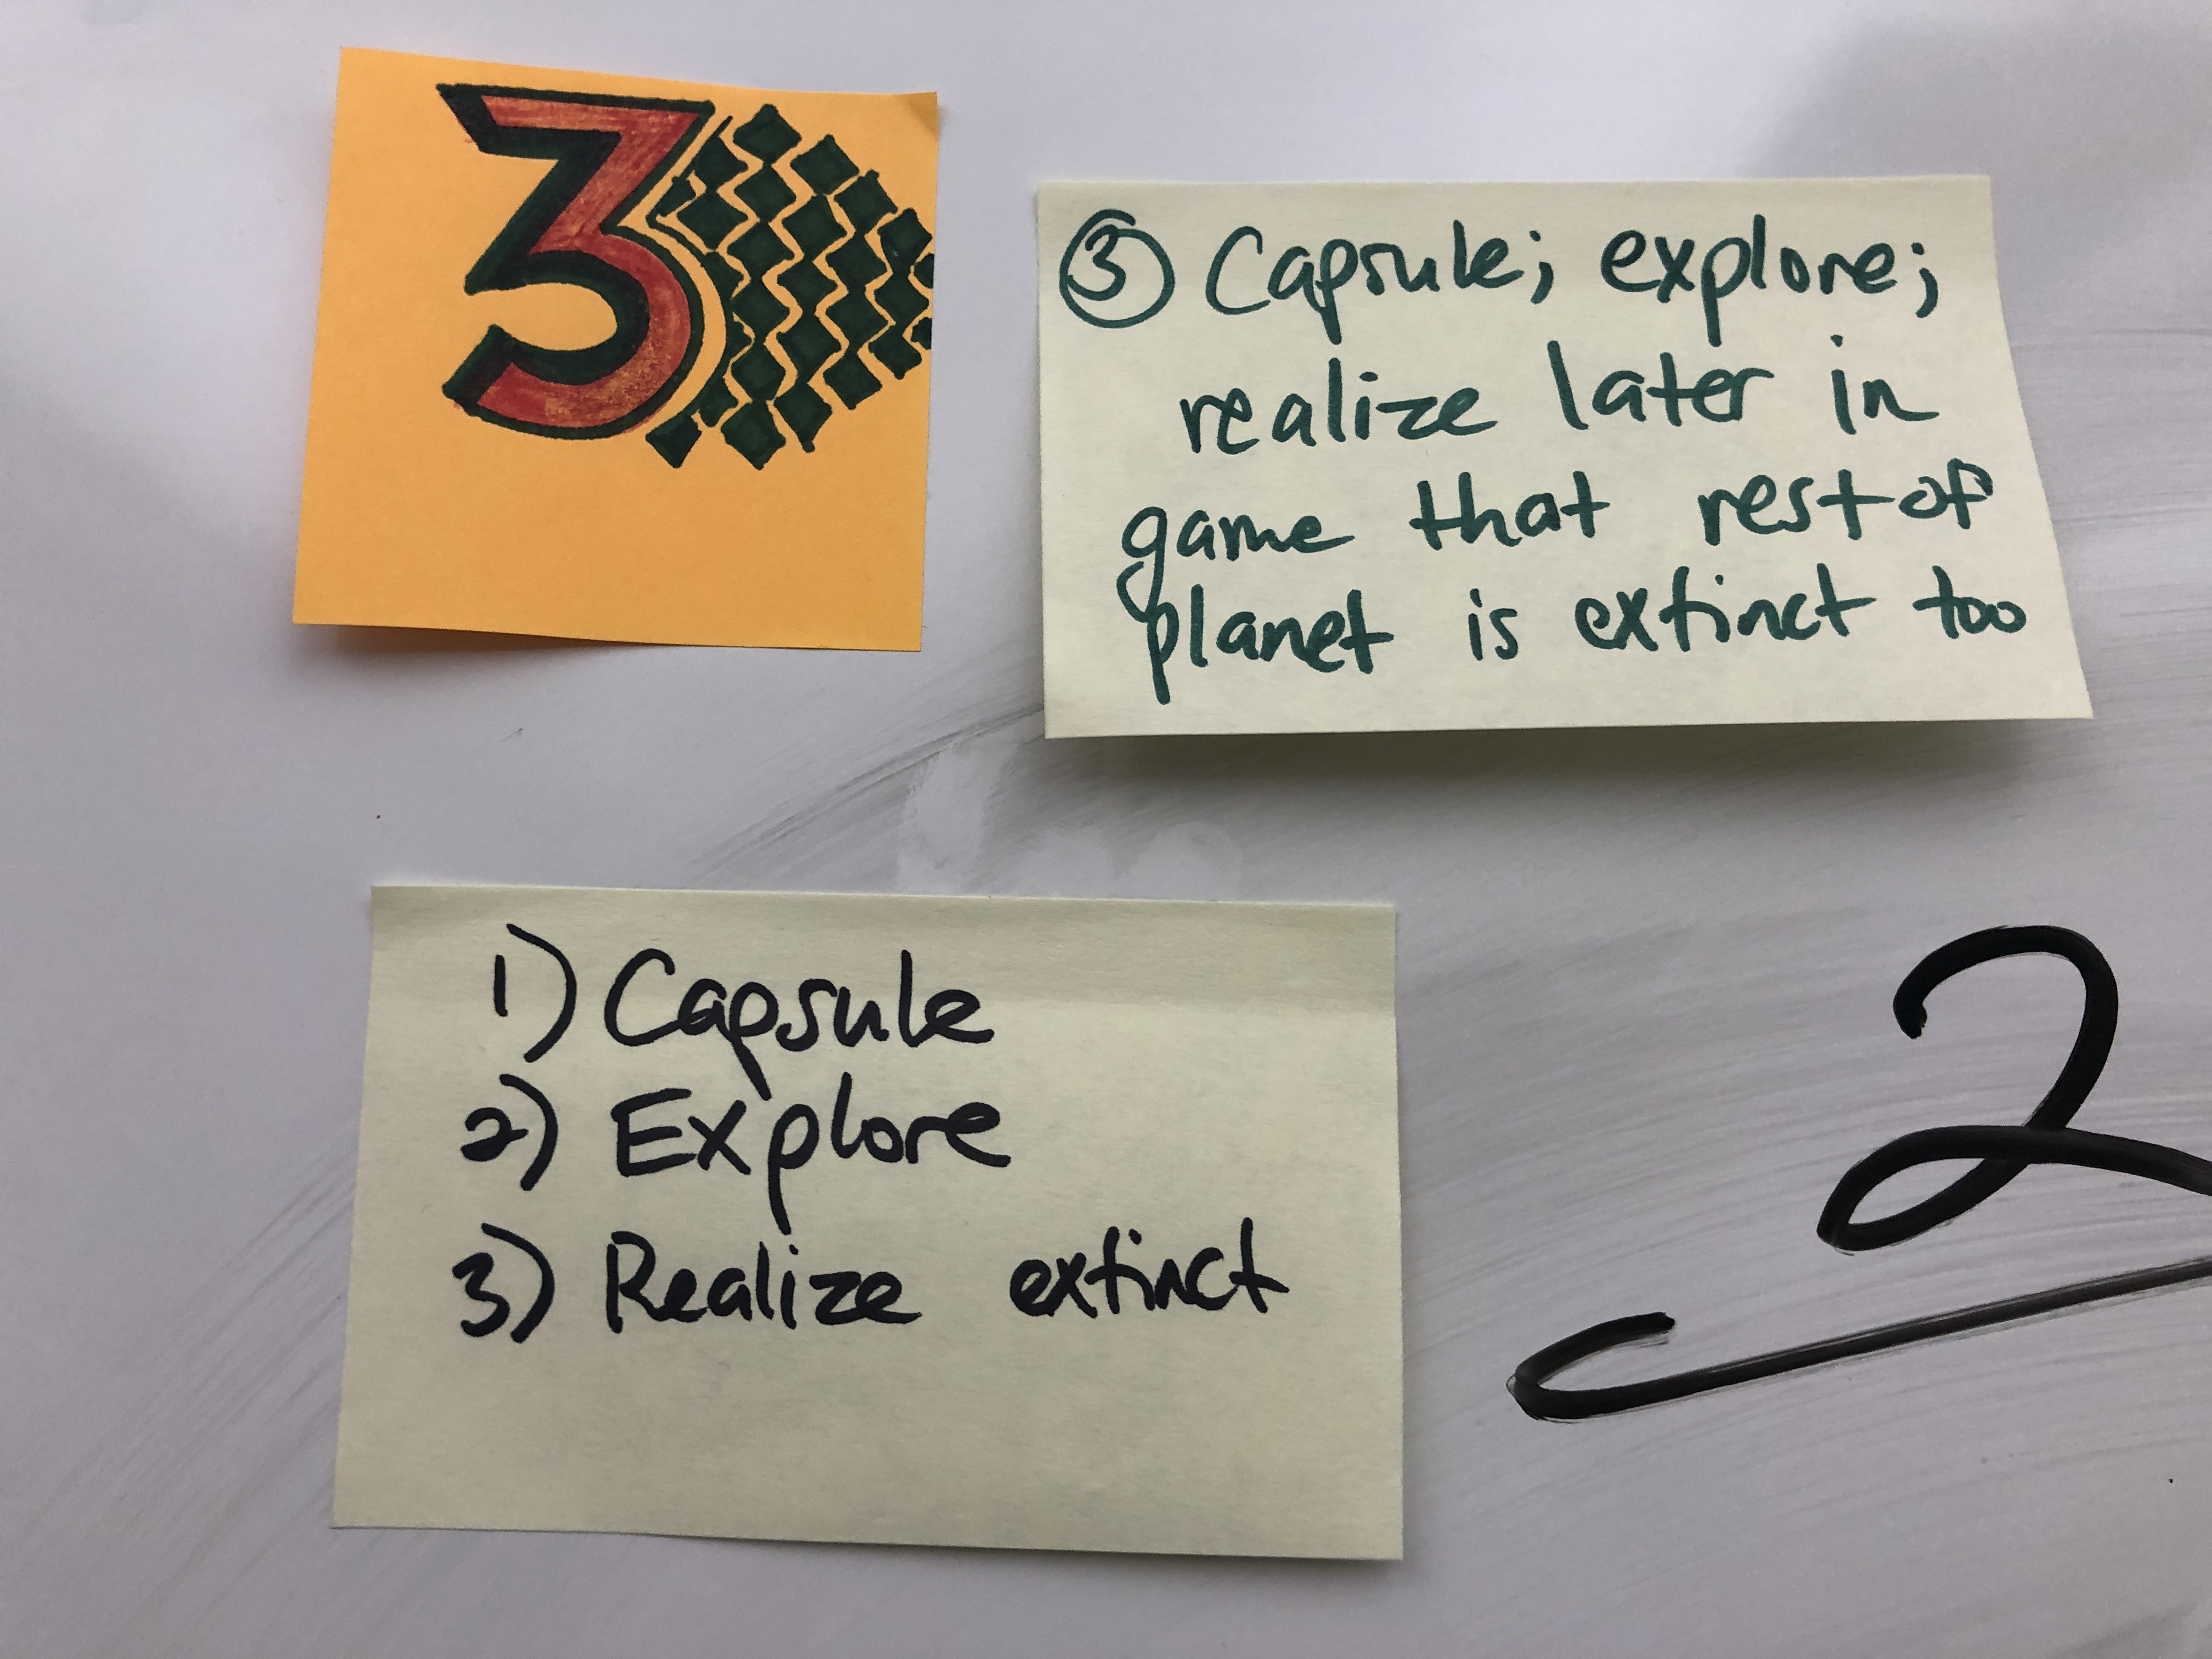 3
③ Capsule; explore;
realize later in
game that rest of
planet is extinct too
1) Capsule
2) Explore
3) Realize extinct
2